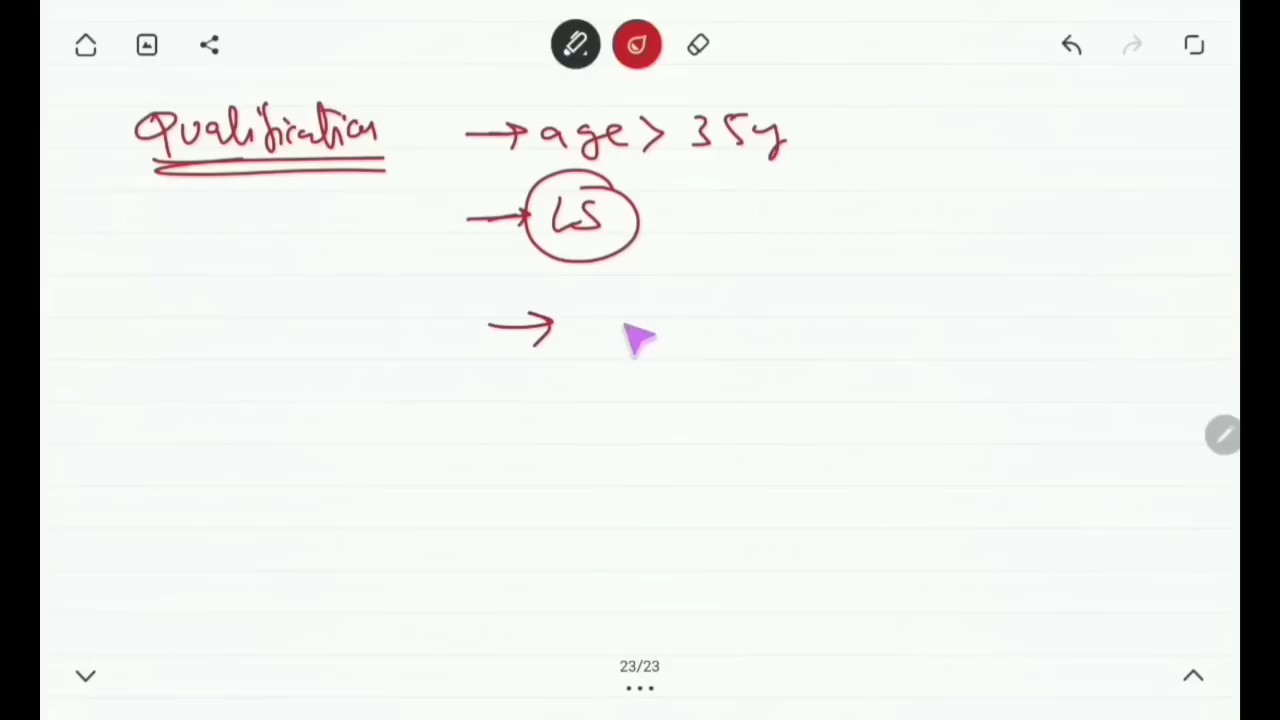 Qualification → age > 35y
→ LS
→
23/23